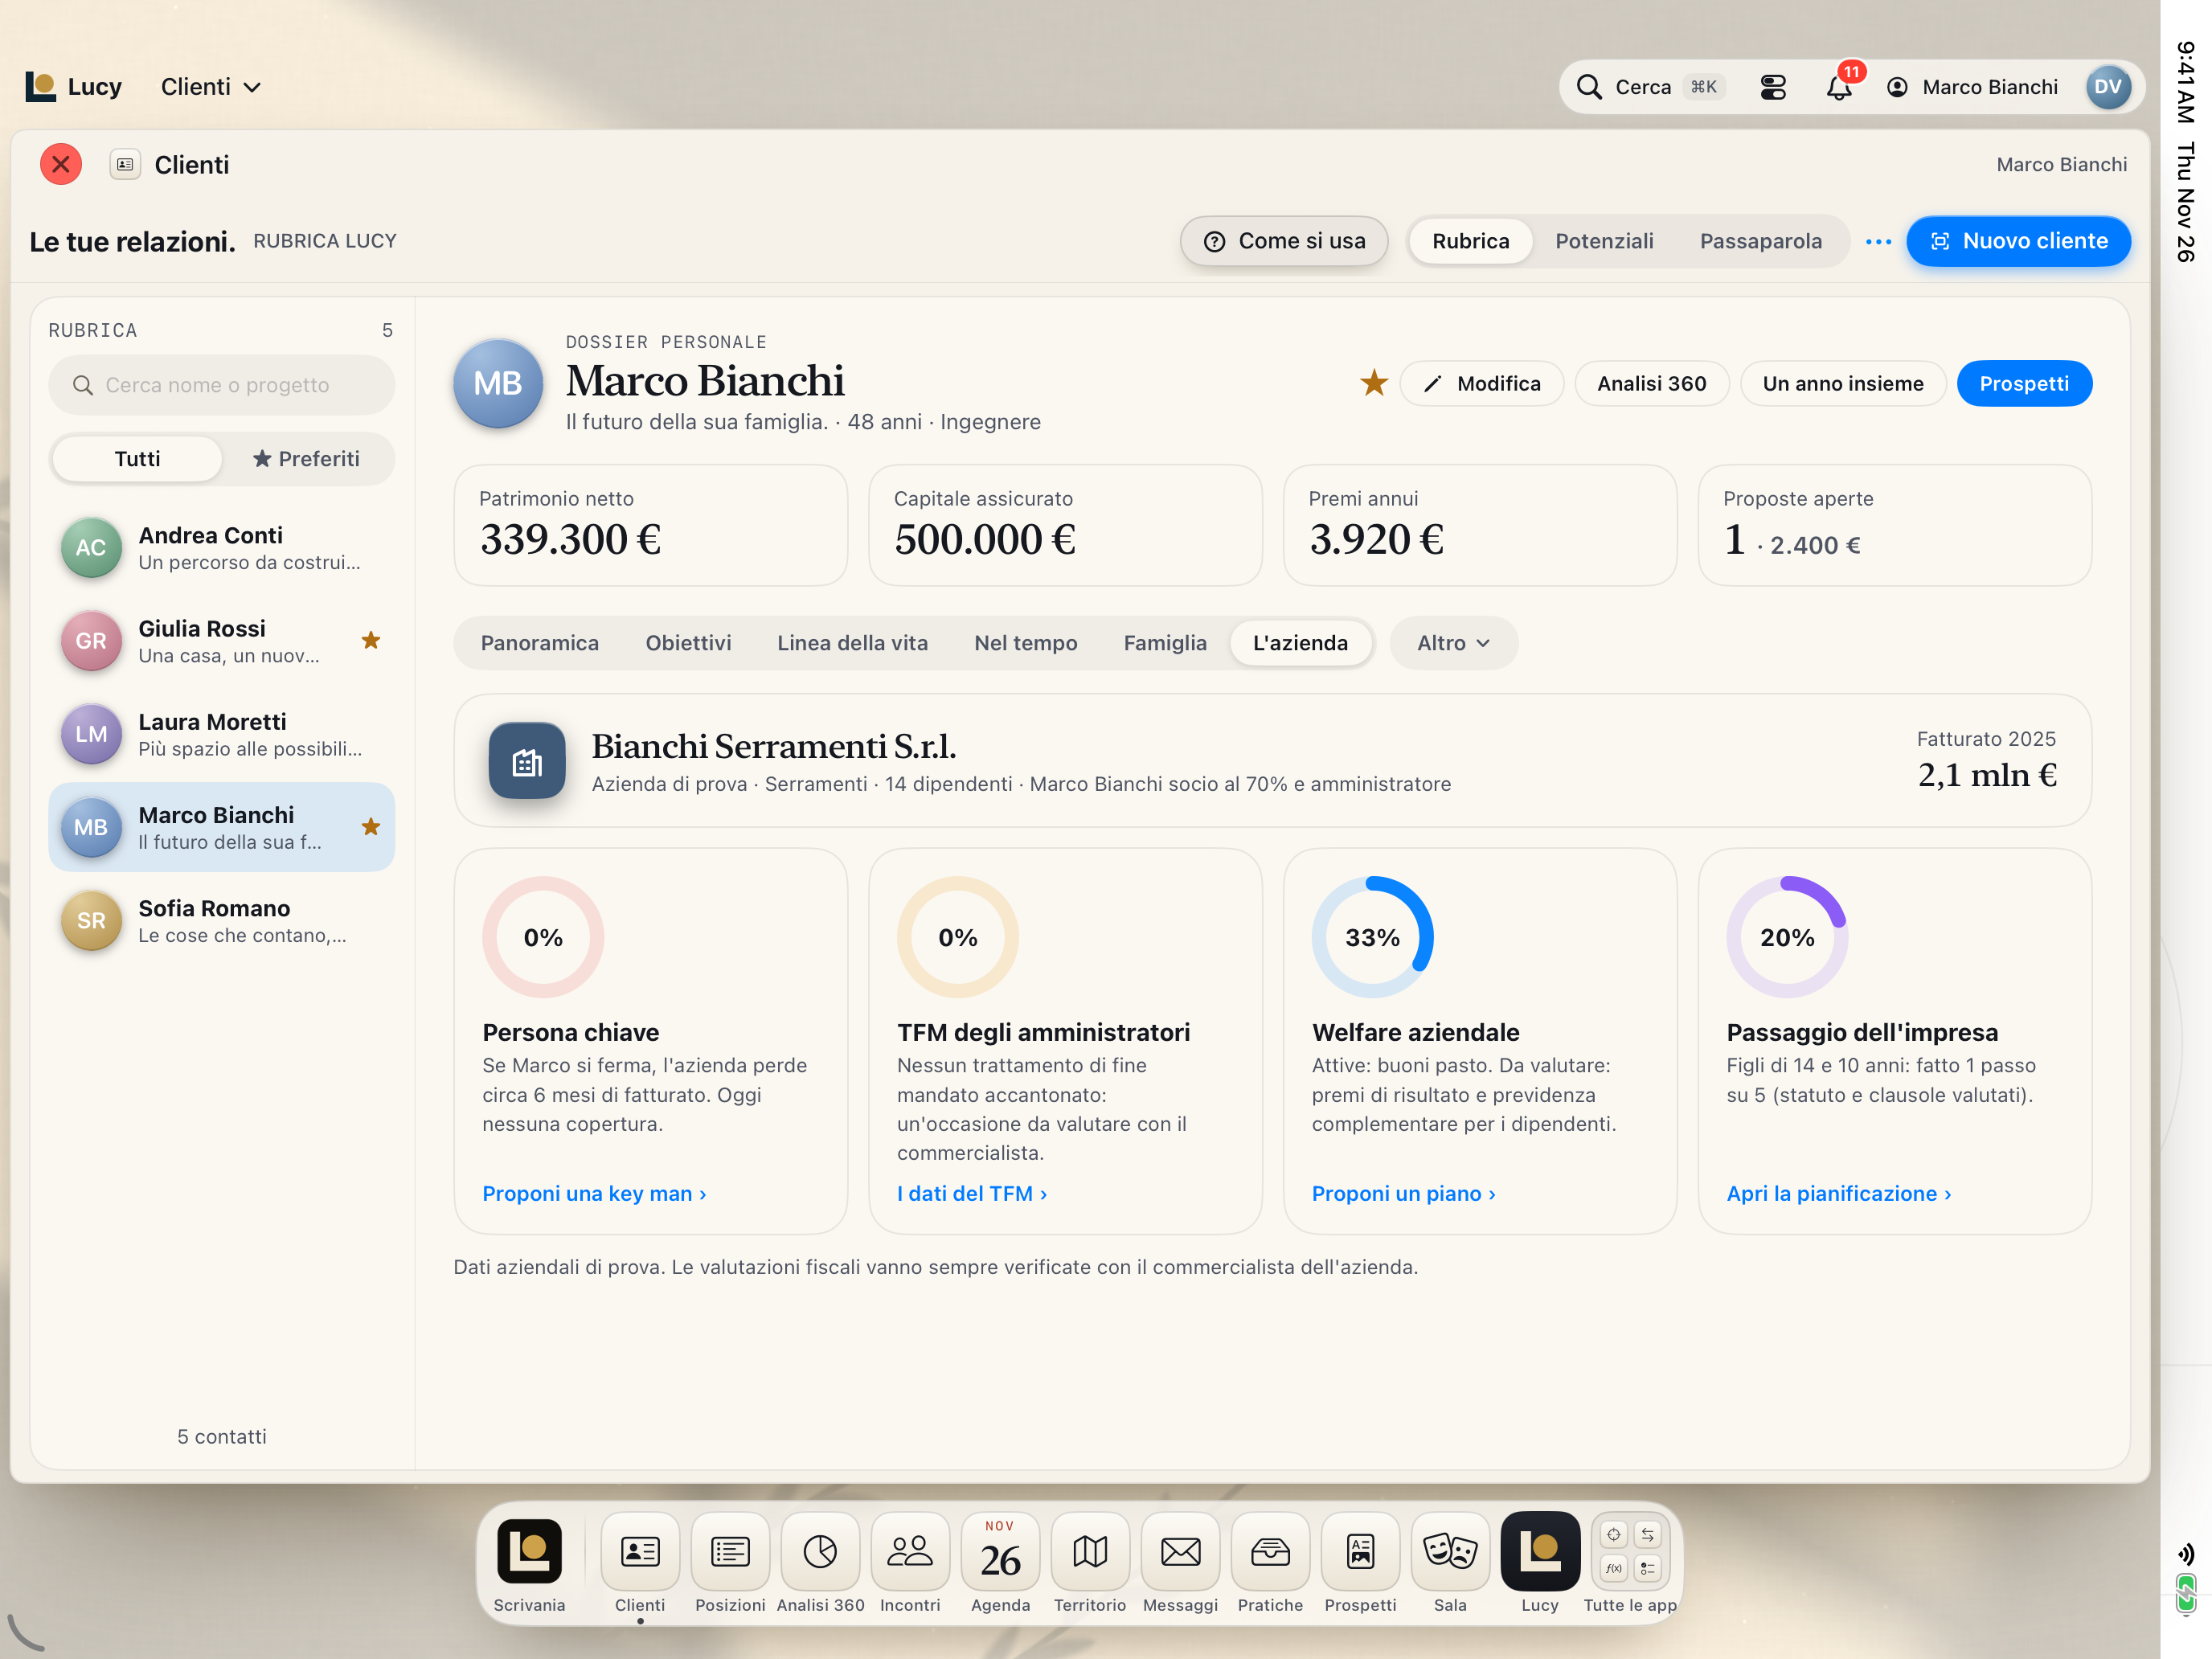 Lucy
Clienti
Cerca ⌘K
11
Marco Bianchi
DV
9:41 AM Thu Nov 26
Clienti
Marco Bianchi
Le tue relazioni. RUBRICA LUCY
Come si usa
Rubrica
Potenziali
Passaparola
Nuovo cliente
RUBRICA 5
Cerca nome o progetto
Tutti
Preferiti
AC
Andrea Conti
Un percorso da costrui...
GR
Giulia Rossi
Una casa, un nuov...
LM
Laura Moretti
Più spazio alle possibili...
MB
Marco Bianchi
Il futuro della sua f...
SR
Sofia Romano
Le cose che contano,...
5 contatti
MB
DOSSIER PERSONALE
Marco Bianchi
Il futuro della sua famiglia. · 48 anni · Ingegnere
Modifica
Analisi 360
Un anno insieme
Prospetti
Patrimonio netto
339.300 €
Capitale assicurato
500.000 €
Premi annui
3.920 €
Proposte aperte
1 · 2.400 €
Panoramica
Obiettivi
Linea della vita
Nel tempo
Famiglia
L'azienda
Altro
Bianchi Serramenti S.r.l.
Azienda di prova · Serramenti · 14 dipendenti · Marco Bianchi socio al 70% e amministratore
Fatturato 2025
2,1 mln €
0%
Persona chiave
Se Marco si ferma, l'azienda perde
circa 6 mesi di fatturato. Oggi
nessuna copertura.
Proponi una key man ›
0%
TFM degli amministratori
Nessun trattamento di fine
mandato accantonato:
un'occasione da valutare con il
commercialista.
I dati del TFM ›
33%
Welfare aziendale
Attive: buoni pasto. Da valutare:
premi di risultato e previdenza
complementare per i dipendenti.
Proponi un piano ›
20%
Passaggio dell'impresa
Figli di 14 e 10 anni: fatto 1 passo
su 5 (statuto e clausole valutati).
Apri la pianificazione ›
Dati aziendali di prova. Le valutazioni fiscali vanno sempre verificate con il commercialista dell'azienda.
Scrivania
Clienti
Posizioni
Analisi 360
Incontri
NOV
26
Agenda
Territorio
Messaggi
Pratiche
A
Prospetti
Sala
Lucy
f(x)
Tutte le app